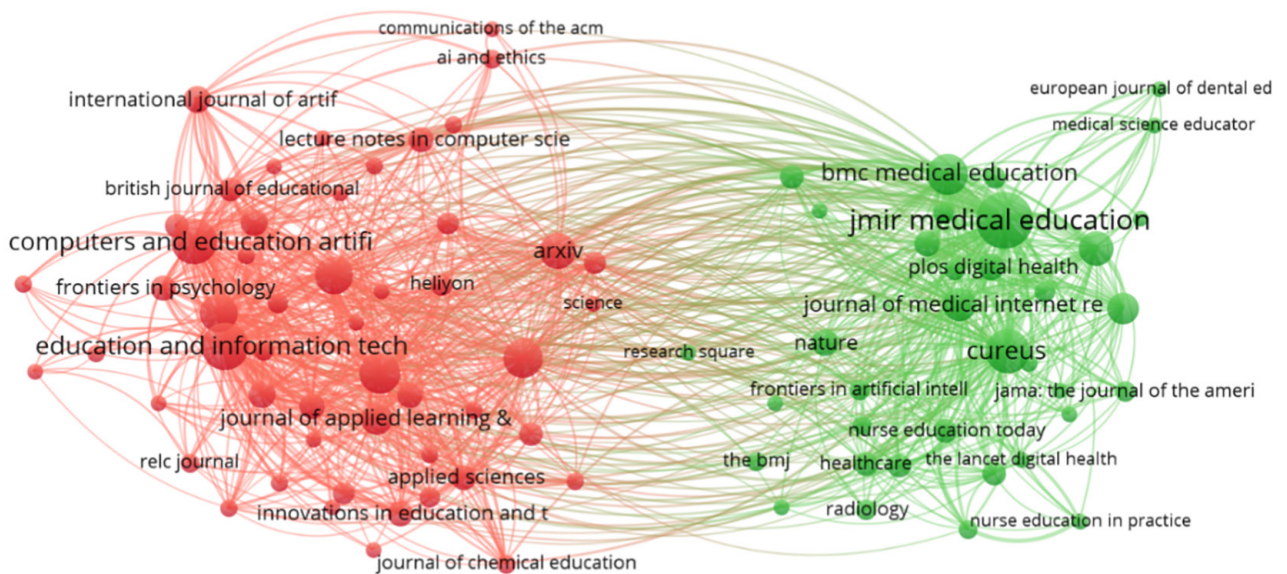 communications of the acm
ai and ethics
international journal of artif
lecture notes in computer scie
british journal of educational
computers and education artifi
arxiv
frontiers in psychology
heliyon
science
education and information tech
journal of applied learning &
relc journal
applied sciences
innovations in education and t
journal of chemical education
european journal of dental ed
medical science educator
bmc medical education
jmir medical education
plos digital health
journal of medical internet re
research square
nature
cureus
frontiers in artificial intell
jama: the journal of the ameri
nurse education today
the bmj
healthcare
the lancet digital health
radiology
nurse education in practice